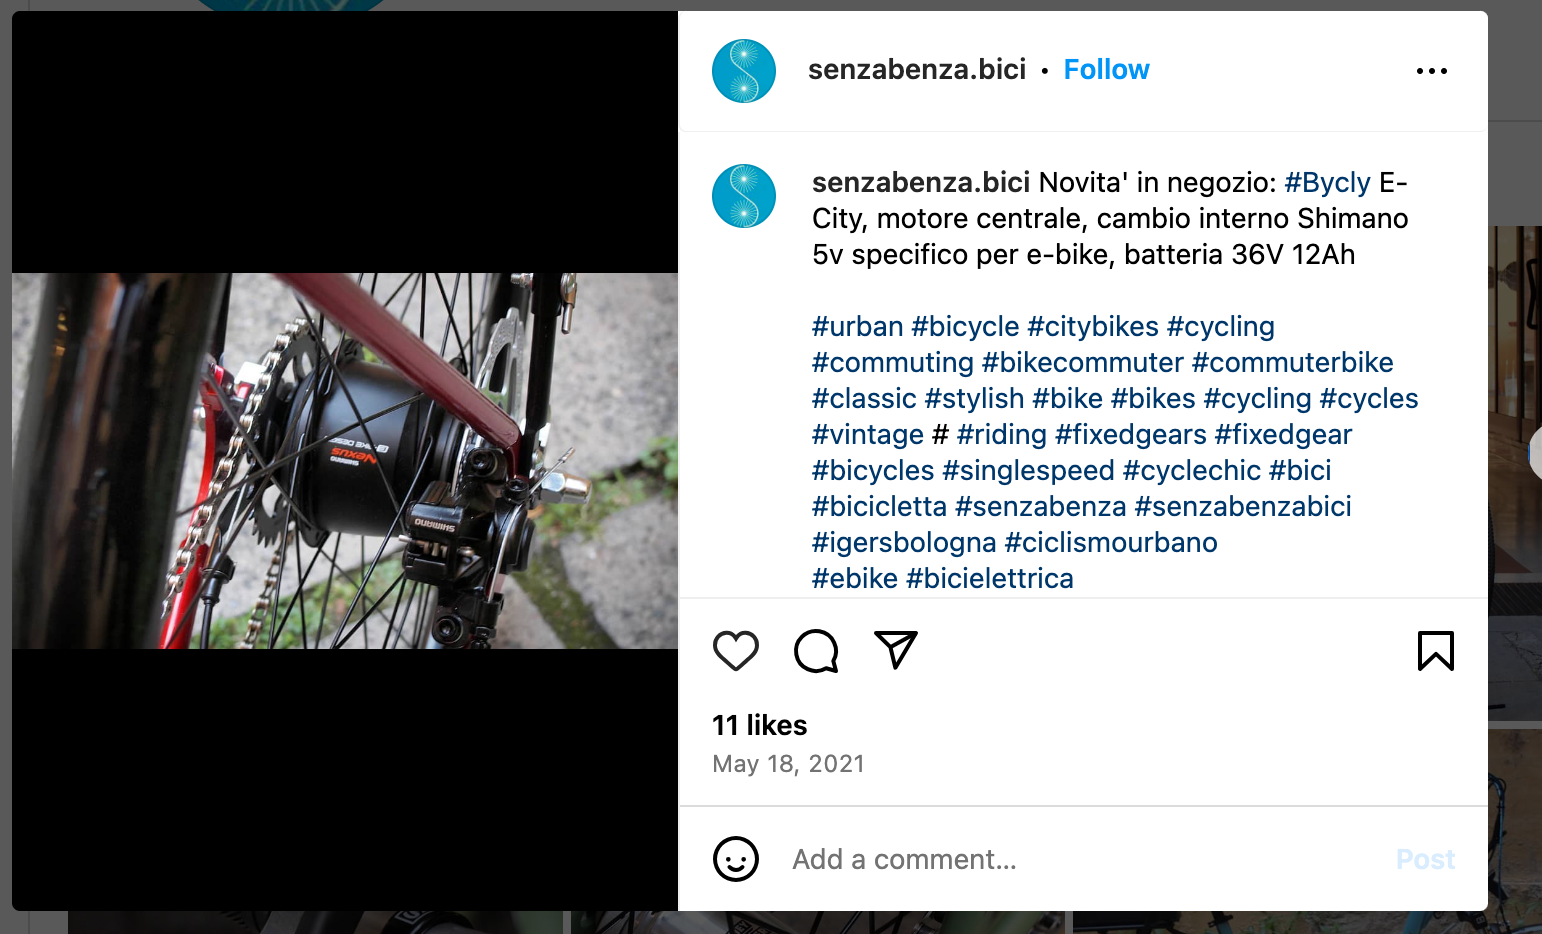 senzabenza.bici • Follow
senzabenza.bici Novita' in negozio: #Bycly E-
City, motore centrale, cambio interno Shimano
5v specifico per e-bike, batteria 36V 12Ah
#urban #bicycle #citybikes #cycling
#commuting #bikecommuter #commuterbike
#classic #stylish #bike #bikes #cycling #cycles
#vintage # #riding #fixedgears #fixedgear
#bicycles #singlespeed #cyclechic #bici
#bicicletta #senzabenza #senzabenzabici
#igersbologna #ciclismourbano
#ebike #bicielettrica
11 likes
May 18, 2021
Add a comment... Post
NEXUS
SHIMANO
SHIMANO